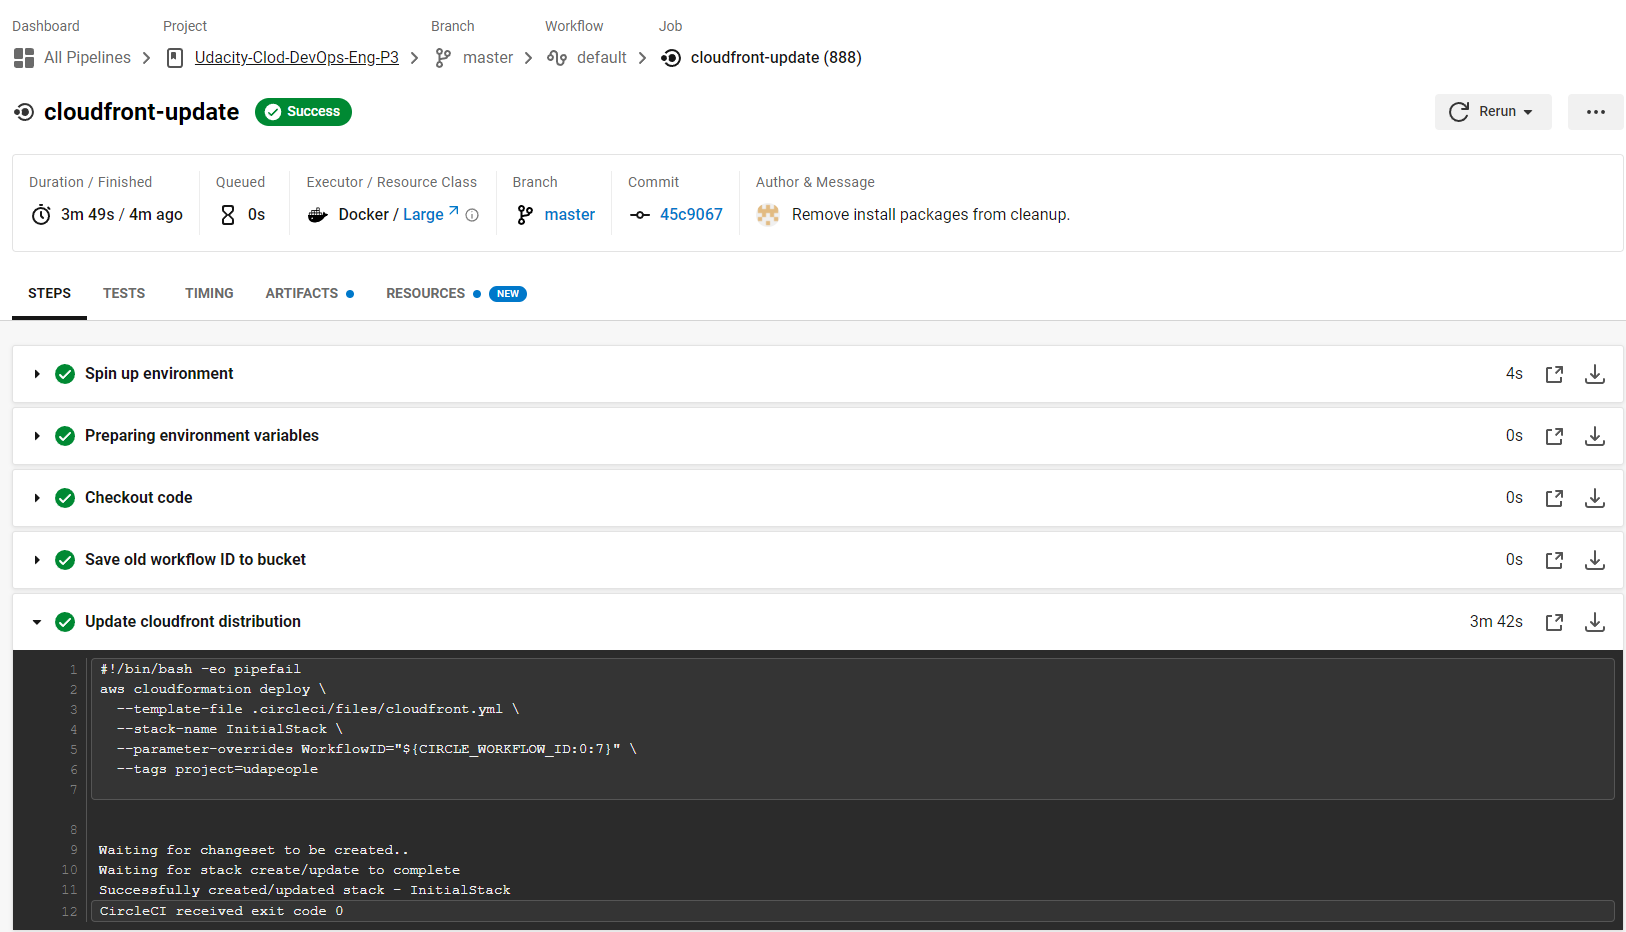 Dashboard Project Branch Workflow Job
All Pipelines Udacity-Clod-DevOps-Eng-P3 master default cloudfront-update (888)
cloudfront-update Success Rerun
Duration / Finished Queued Executor / Resource Class Branch Commit Author & Message
3m 49s / 4m ago 0s Docker / Large master 45c9067 Remove install packages from cleanup.
STEPS TESTS TIMING ARTIFACTS RESOURCES NEW
Spin up environment 4s
Preparing environment variables 0s
Checkout code 0s
Save old workflow ID to bucket 0s
Update cloudfront distribution 3m 42s
1 #!/bin/bash -eo pipefail
2 aws cloudformation deploy \
3 --template-file .circleci/files/cloudfront.yml \
4 --stack-name InitialStack \
5 --parameter-overrides WorkflowID="${CIRCLE_WORKFLOW_ID:0:7}" \
6 --tags project=udapeople
7
8
9 Waiting for changeset to be created..
10 Waiting for stack create/update to complete
11 Successfully created/updated stack - InitialStack
12 CircleCI received exit code 0